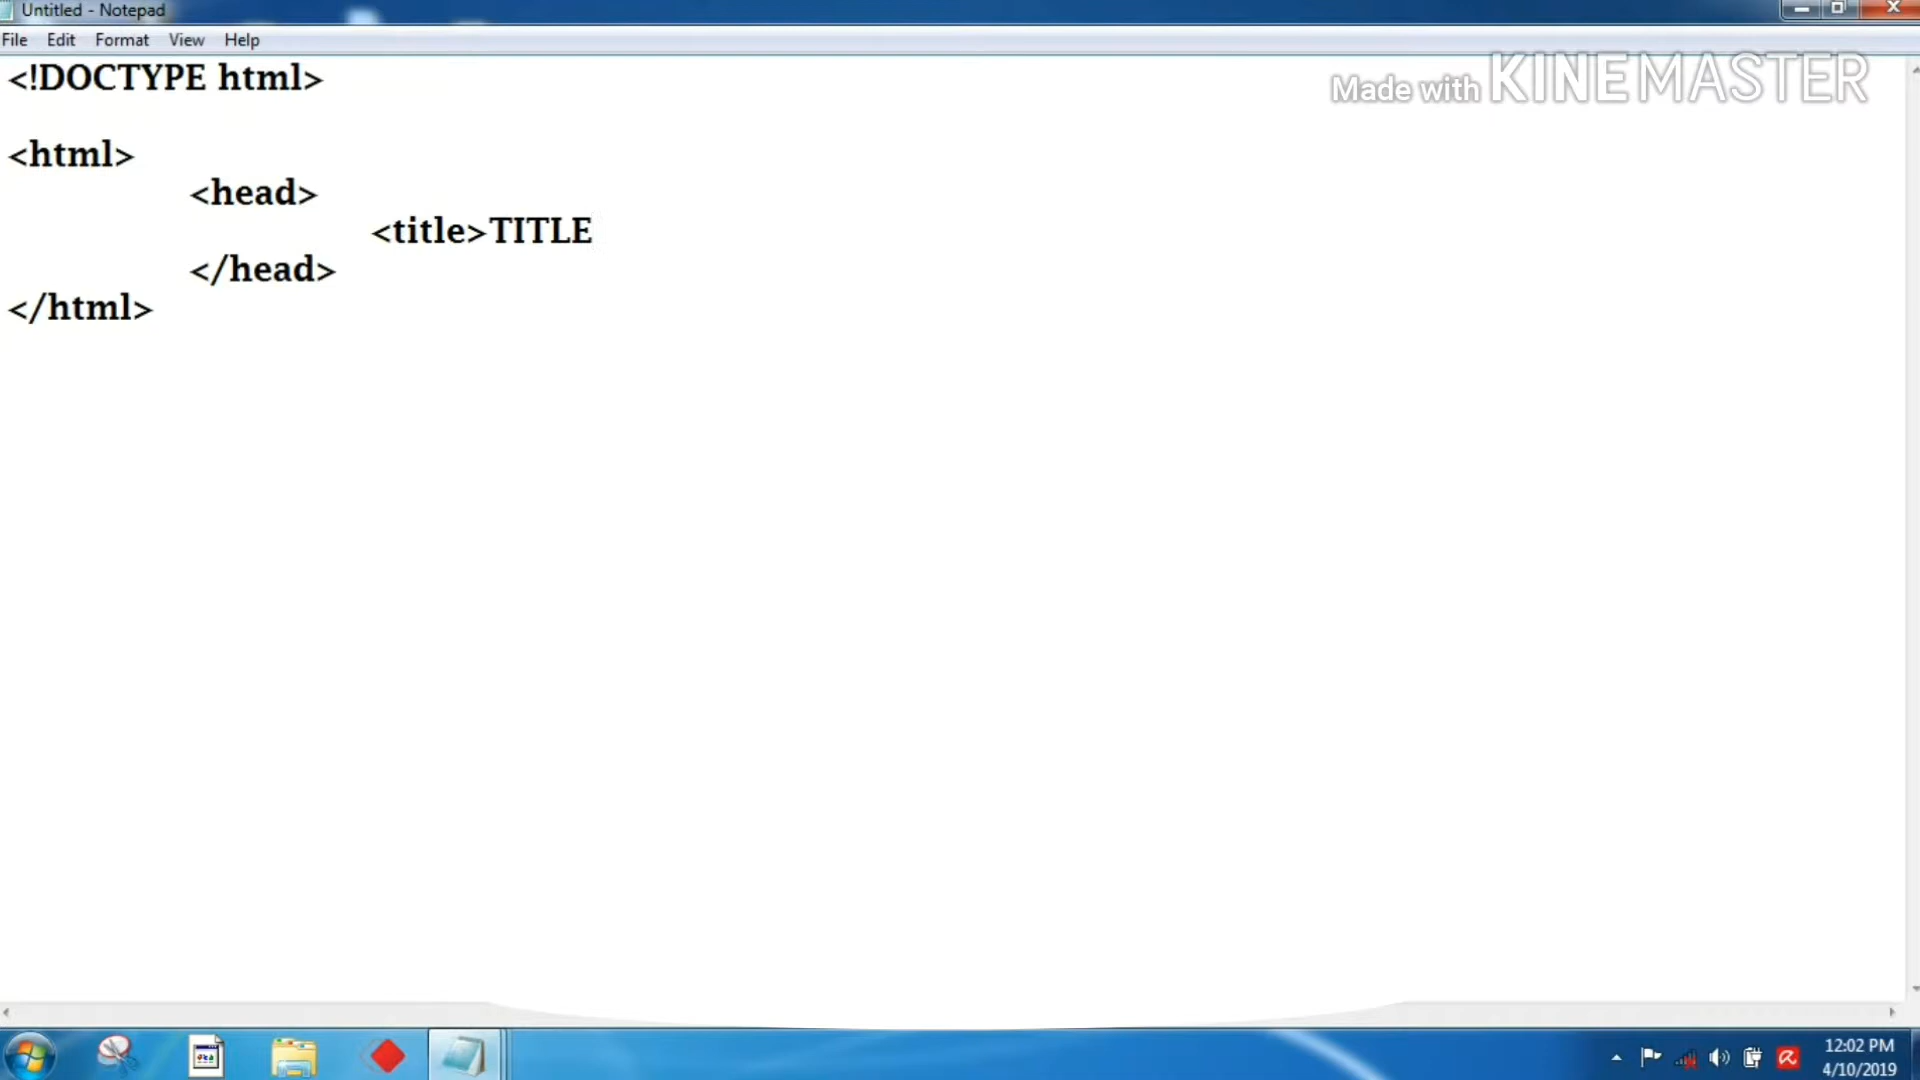 Untitled - Notepad
File Edit Format View Help
<!DOCTYPE html>
Made with KINEMASTER
<html>
<head>
<title>TITLE
</head>
</html>
12:02 PM
4/10/2019